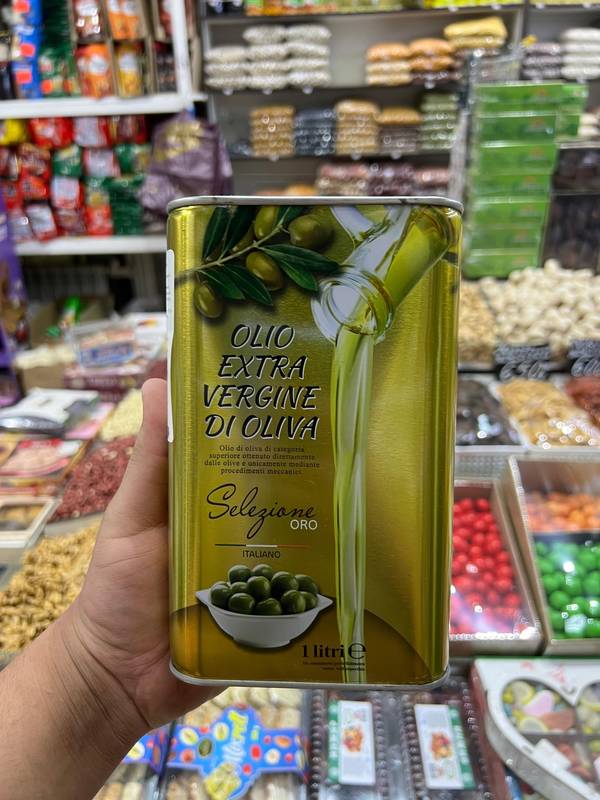 OLIO
EXTRA
VERGINE
DI OLIVA
Olio di oliva di categoria
superiore ottenuto direttamente
dalle olive e unicamente mediante
procedimenti meccanici.
Selezione
ORO
ITALIANO
1 litri e